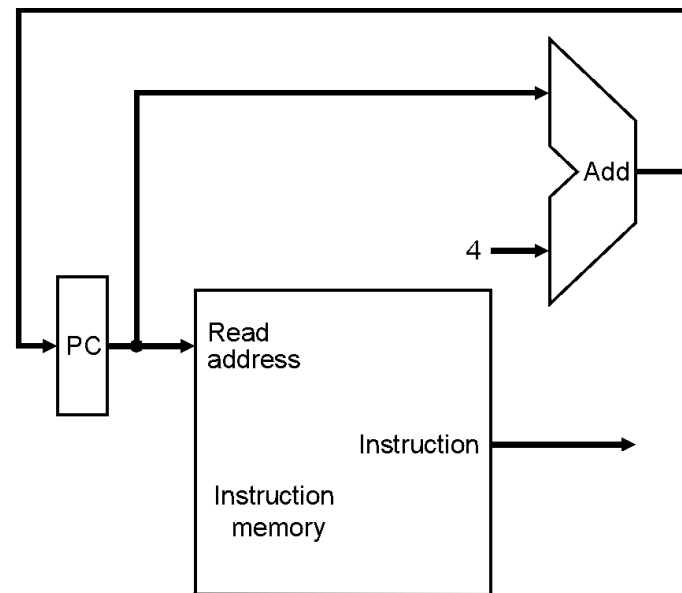 Add
4
PC
Read
address
Instruction
Instruction
memory